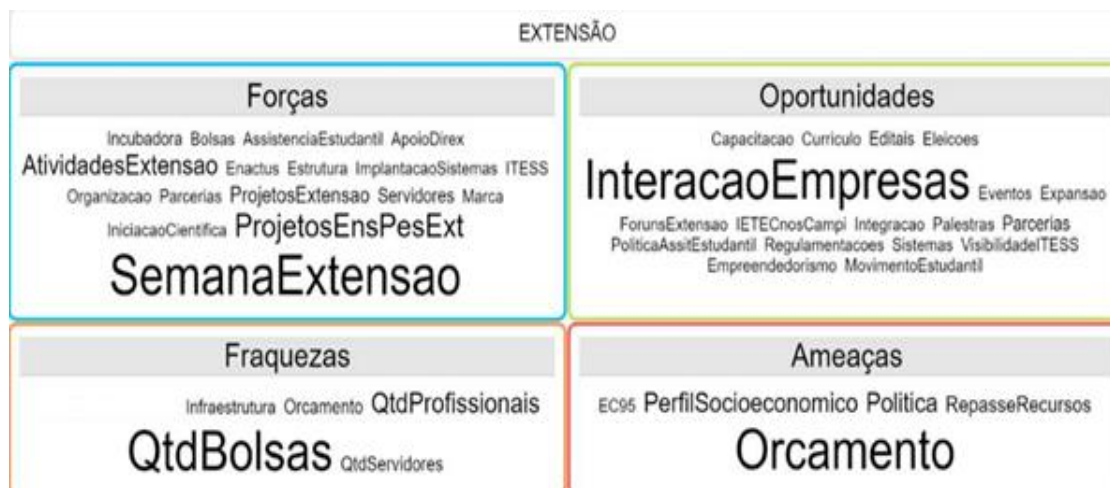 EXTENSÃO
Forças
Incubadora Bolsas AssistenciaEstudantil ApoioDirex
AtividadesExtensao Enactus Estrutura ImplantacaoSistemas ITESS
Organizacao Parcerias ProjetosExtensao Servidores Marca
IniciacaoCientifica ProjetosEnsPesExt
SemanaExtensao
Oportunidades
Capacitacao Curriculo Editais Eleicoes
InteracaoEmpresas Eventos Expansao
ForunsExtensao IETECnosCampi Integracao Palestras Parcerias
PoliticaAssitEstudantil Regulamentacoes Sistemas VisibilidadeITESS
Empreendedorismo MovimentoEstudantil
Fraquezas
Infraestrutura Orcamento QtdProfissionais
QtdBolsas QtdServidores
Ameaças
EC95 PerfilSocioeconomico Politica RepasseRecursos
Orcamento